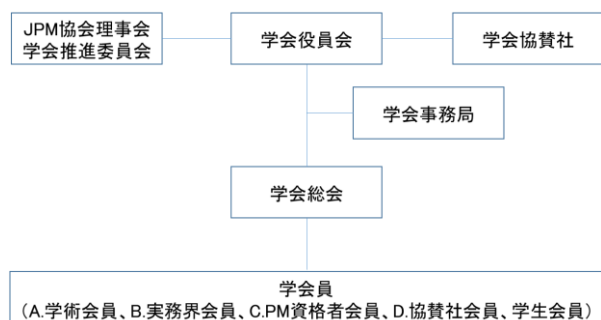 JPM協会理事会
学会推進委員会
学会役員会
学会協賛社
学会事務局
学会総会
学会員
（A.学術会員、B.実務界会員、C.PM資格者会員、D.協賛社会員、学生会員）